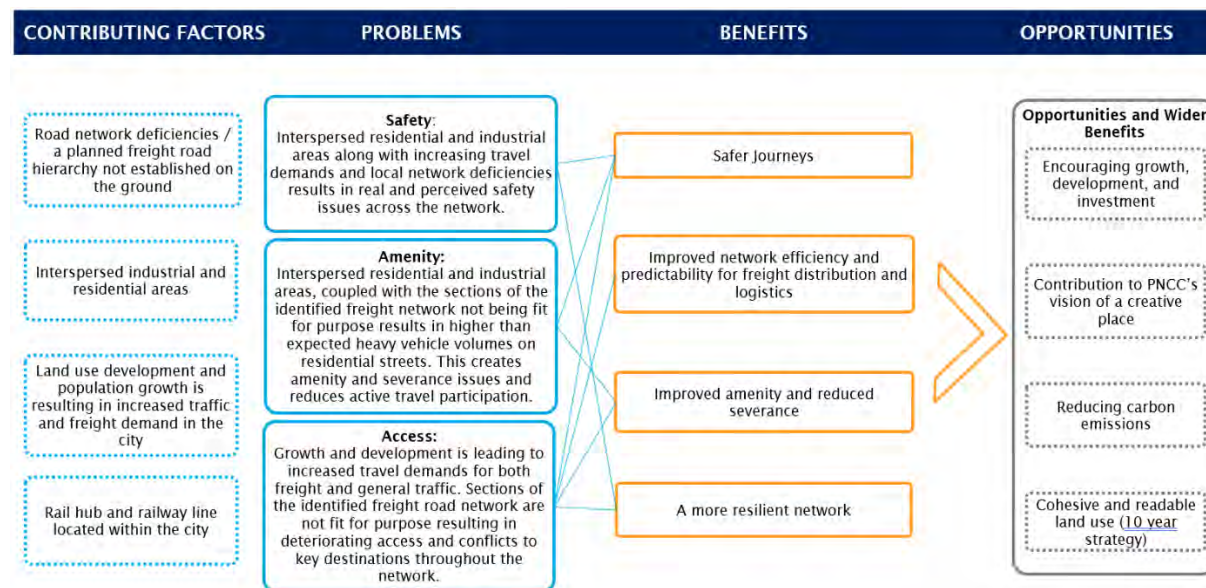 CONTRIBUTING FACTORS
PROBLEMS
BENEFITS
OPPORTUNITIES
Road network deficiencies /
a planned freight road
hierarchy not established on
the ground
Interspersed industrial and
residential areas
Land use development and
population growth is
resulting in increased traffic
and freight demand in the
city
Rail hub and railway line
located within the city
Safety:
Interspersed residential and industrial
areas along with increasing travel
demands and local network deficiencies
results in real and perceived safety
issues across the network.
Amenity:
Interspersed residential and industrial
areas, coupled with the sections of the
identified freight network not being fit
for purpose results in higher than
expected heavy vehicle volumes on
residential streets. This creates
amenity and severance issues and
reduces active travel participation.
Access:
Growth and development is leading to
increased travel demands for both
freight and general traffic. Sections of
the identified freight road network are
not fit for purpose resulting in
deteriorating access and conflicts to
key destinations throughout the
network.
Safer Journeys
Improved network efficiency and
predictability for freight distribution and
logistics
Improved amenity and reduced
severance
A more resilient network
Opportunities and Wider
Benefits
Encouraging growth,
development, and
investment
Contribution to PNCC's
vision of a creative
place
Reducing carbon
emissions
Cohesive and readable
land use (10 year
strategy)